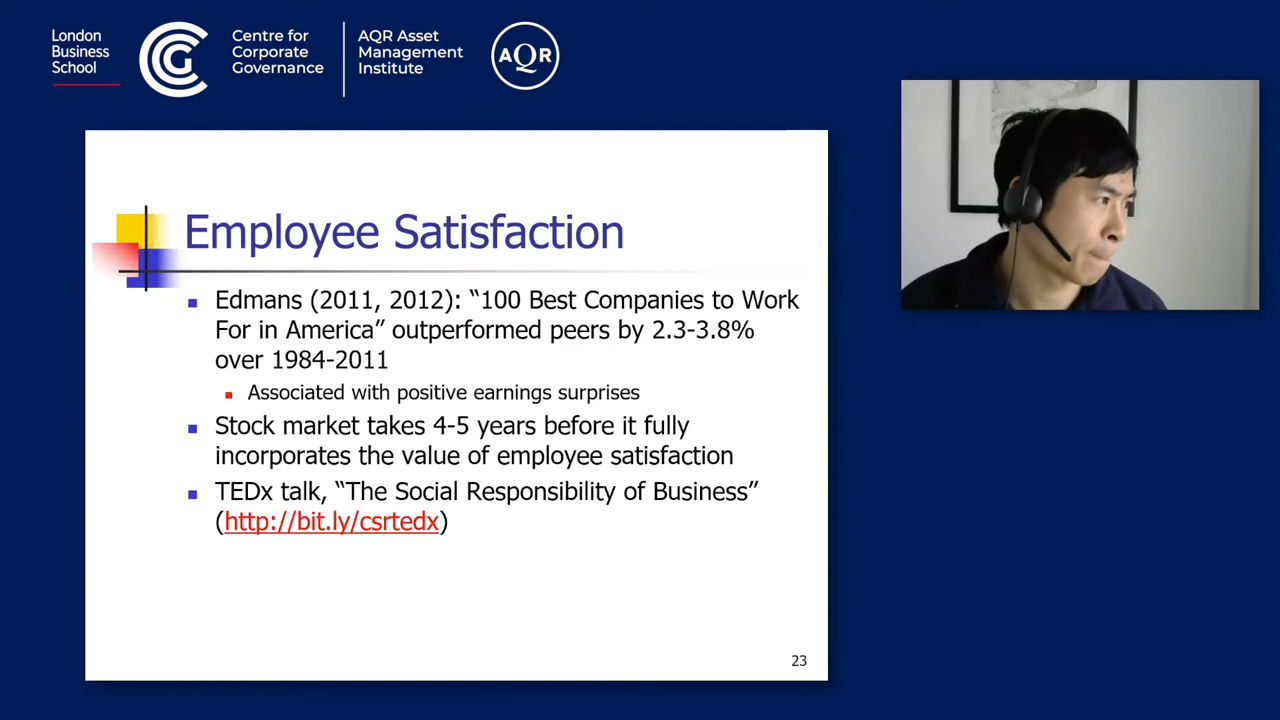 London
Business
School
Centre for
Corporate
Governance
AQR Asset
Management
Institute
AQR
Employee Satisfaction
Edmans (2011, 2012): “100 Best Companies to Work
For in America” outperformed peers by 2.3-3.8%
over 1984-2011
Associated with positive earnings surprises
Stock market takes 4-5 years before it fully
incorporates the value of employee satisfaction
TEDx talk, “The Social Responsibility of Business”
(http://bit.ly/csrtedx)
23